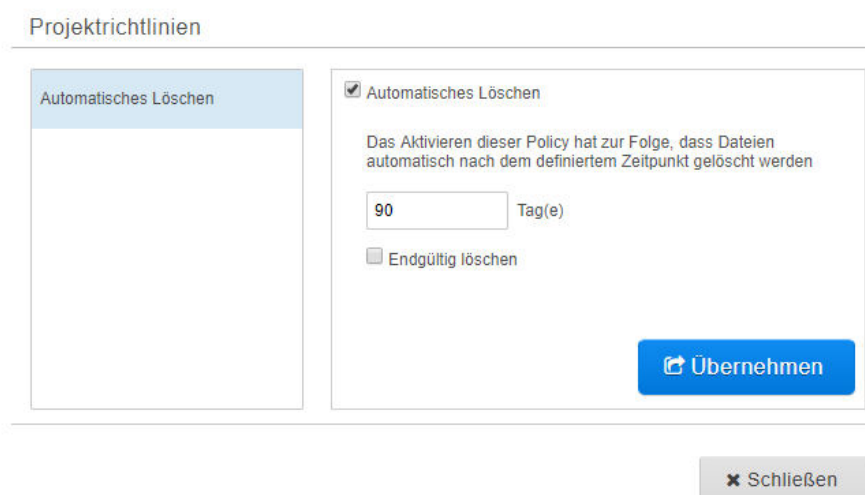 Projektrichtlinien
Automatisches Löschen
Automatisches Löschen
Das Aktivieren dieser Policy hat zur Folge, dass Dateien
automatisch nach dem definiertem Zeitpunkt gelöscht werden
90 Tag(e)
Endgültig löschen
Übernehmen
Schließen